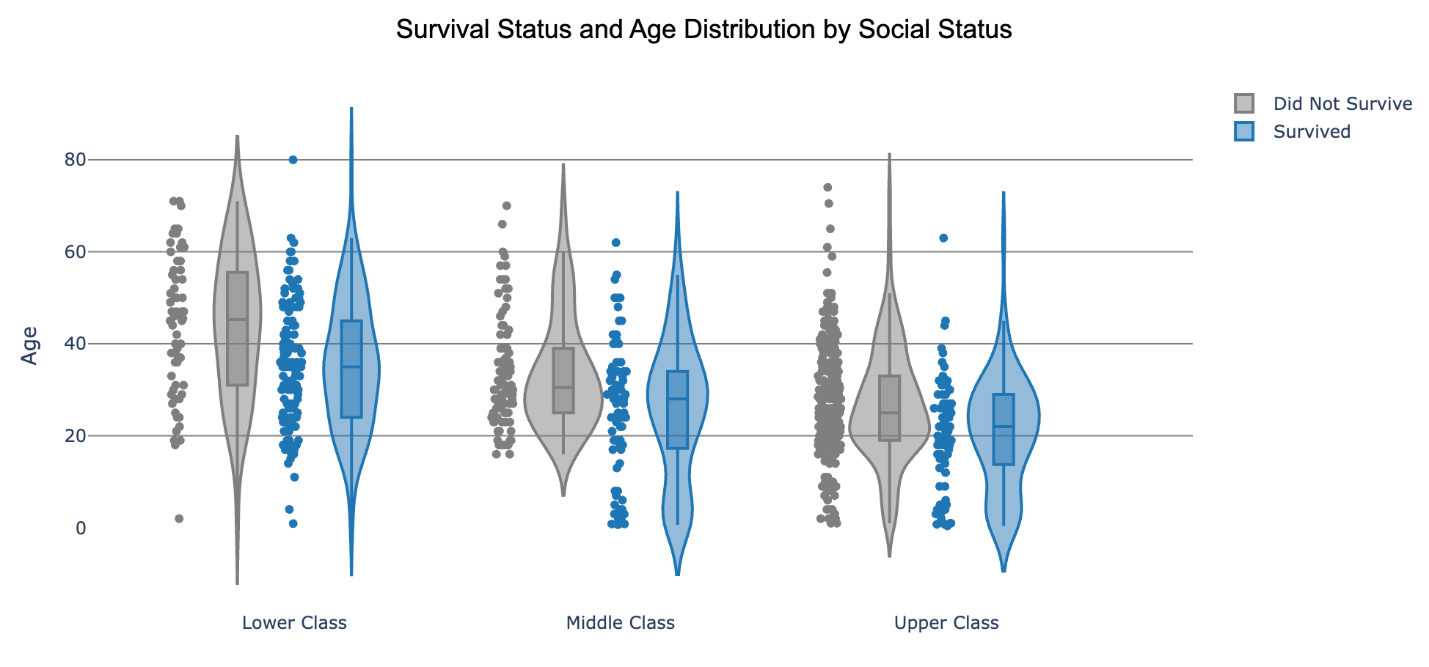 Survival Status and Age Distribution by Social Status
Did Not Survive
Survived
Age
80
60
40
20
0
Lower Class
Middle Class
Upper Class